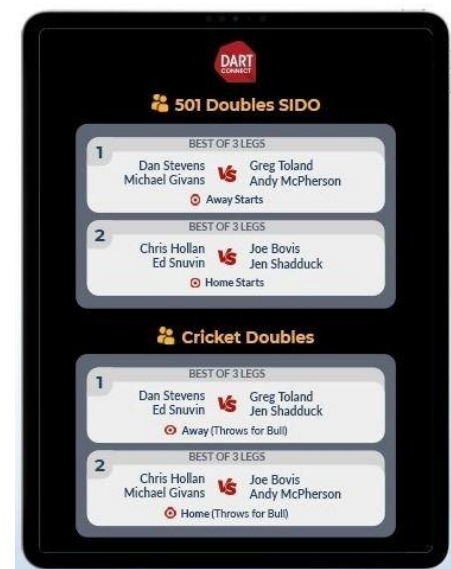 DART
CONNECT
501 Doubles SIDO
1
BEST OF 3 LEGS
Dan Stevens VS Greg Toland
Michael Givans Andy McPherson
Away Starts
2
BEST OF 3 LEGS
Chris Hollan VS Joe Bovis
Ed Snuvin Jen Shadduck
Home Starts
Cricket Doubles
1
BEST OF 3 LEGS
Dan Stevens VS Greg Toland
Ed Snuvin Jen Shadduck
Away (Throws for Bull)
2
BEST OF 3 LEGS
Chris Hollan VS Joe Bovis
Michael Givans Andy McPherson
Home (Throws for Bull)